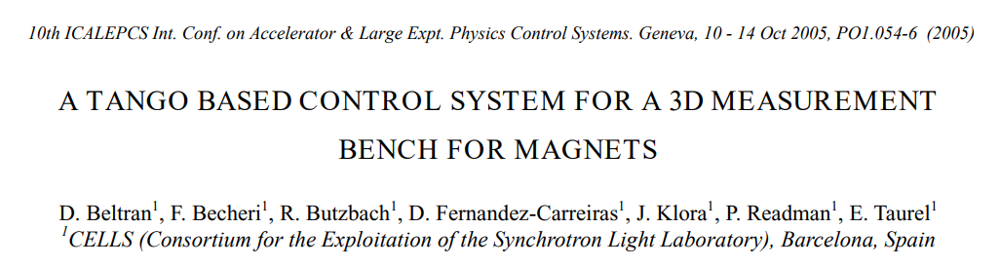 10th ICALEPCS Int. Conf. on Accelerator & Large Expt. Physics Control Systems. Geneva, 10 - 14 Oct 2005, PO1.054-6 (2005)
A TANGO BASED CONTROL SYSTEM FOR A 3D MEASUREMENT
BENCH FOR MAGNETS
D. Beltran¹, F. Becheri¹, R. Butzbach¹, D. Fernandez-Carreiras¹, J. Klora¹, P. Readman¹, E. Taurel¹
¹CELLS (Consortium for the Exploitation of the Synchrotron Light Laboratory), Barcelona, Spain